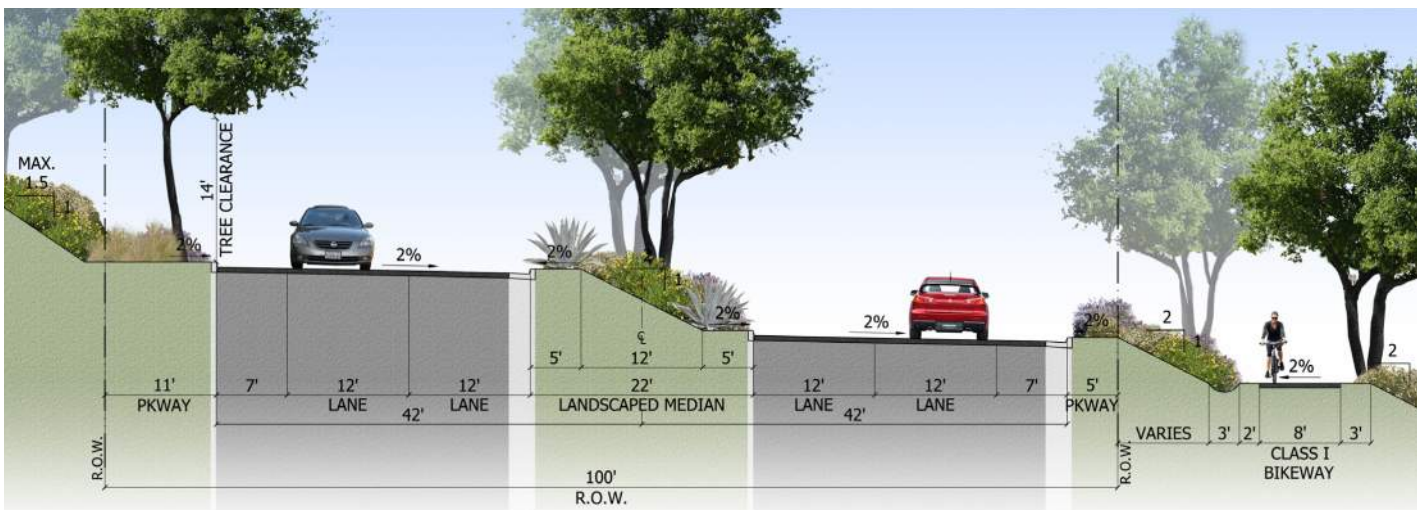 MAX.
1.5
1
14'
TREE CLEARANCE
2%
2%
2%
2%
2%
2%
2
1
2%
2
℄
5'
12'
5'
11'
7'
12'
12'
22'
12'
12'
7'
5'
PKWAY
LANE
LANE
LANDSCAPED MEDIAN
LANE
LANE
PKWAY
42'
42'
VARIES
3'
2'
8'
3'
CLASS I
BIKEWAY
R.O.W.
100'
R.O.W.
R.O.W.